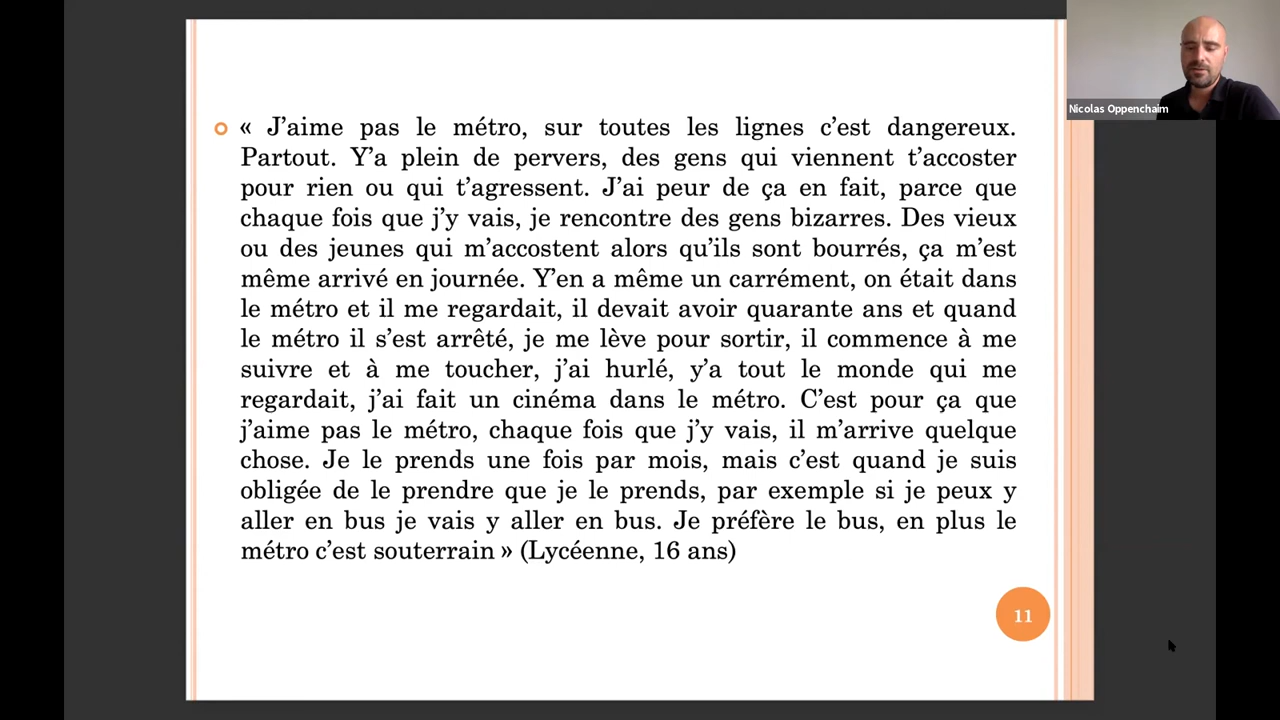 Nicolas Oppenchaim
« J’aime pas le métro, sur toutes les lignes c’est dangereux.
Partout. Y’a plein de pervers, des gens qui viennent t’accoster
pour rien ou qui t’agressent. J’ai peur de ça en fait, parce que
chaque fois que j’y vais, je rencontre des gens bizarres. Des vieux
ou des jeunes qui m’accostent alors qu’ils sont bourrés, ça m’est
même arrivé en journée. Y’en a même un carrément, on était dans
le métro et il me regardait, il devait avoir quarante ans et quand
le métro il s’est arrêté, je me lève pour sortir, il commence à me
suivre et à me toucher, j’ai hurlé, y’a tout le monde qui me
regardait, j’ai fait un cinéma dans le métro. C’est pour ça que
j’aime pas le métro, chaque fois que j’y vais, il m’arrive quelque
chose. Je le prends une fois par mois, mais c’est quand je suis
obligée de le prendre que je le prends, par exemple si je peux y
aller en bus je vais y aller en bus. Je préfère le bus, en plus le
métro c’est souterrain » (Lycéenne, 16 ans)
11